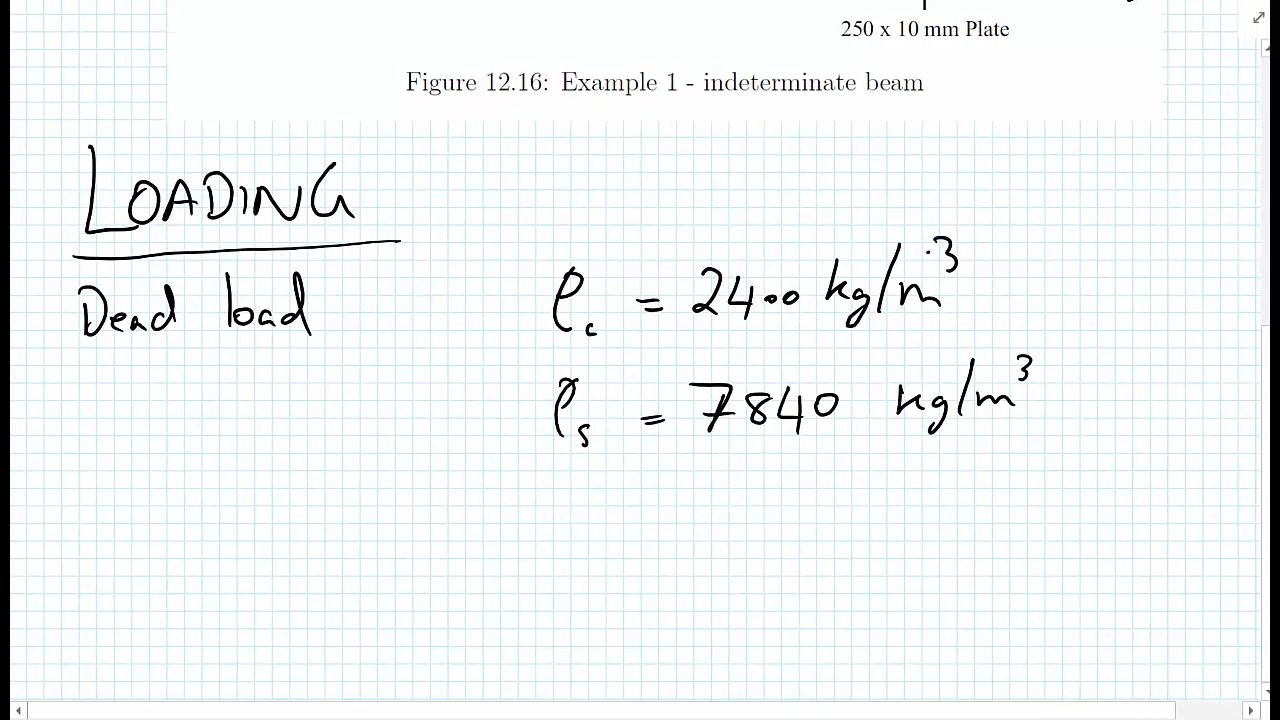 250 x 10 mm Plate
Figure 12.16: Example 1 - indeterminate beam
LOADING
Dead load
ρc = 2400 kg/m³
ρs = 7840 kg/m³